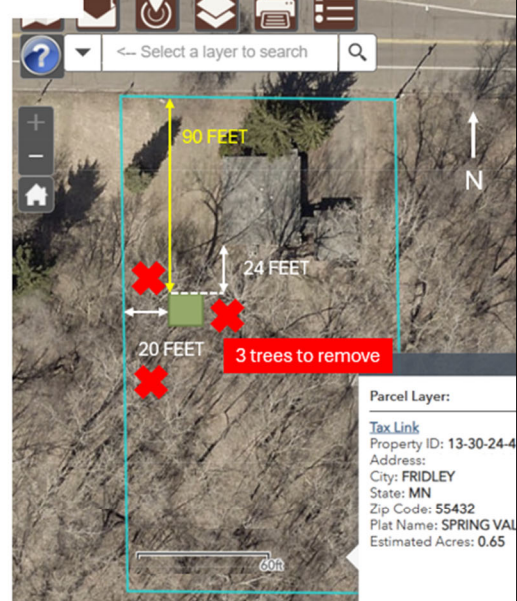 ?
<-- Select a layer to search
+
−
90 FEET
N
24 FEET
20 FEET
3 trees to remove
Parcel Layer:
Tax Link
Property ID: 13-30-24-4
Address:
City: FRIDLEY
State: MN
Zip Code: 55432
Plat Name: SPRING VAL
Estimated Acres: 0.65
60ft